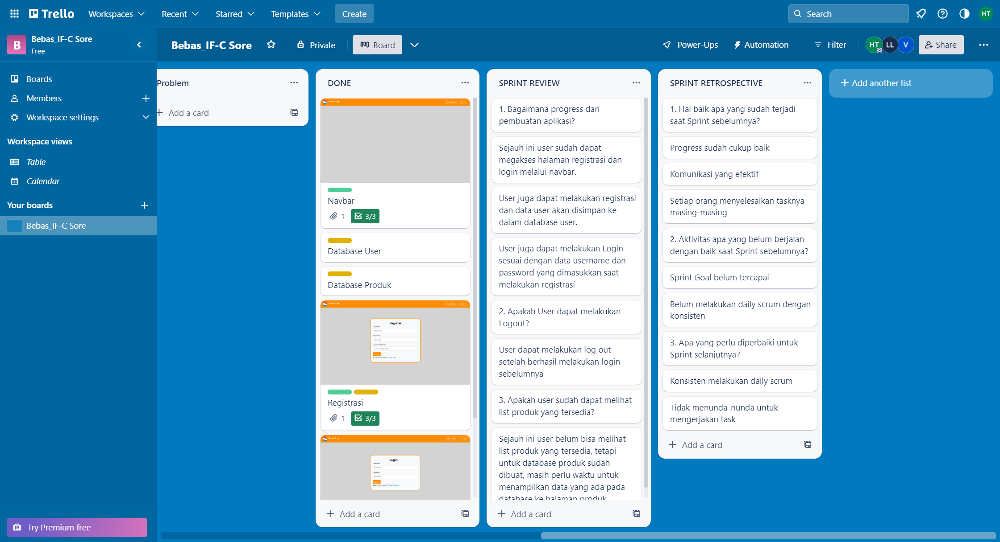 Trello
Workspaces
Recent
Starred
Templates
Create
Search
HT
B
Bebas_IF-C Sore
Free
Bebas_IF-C Sore
Private
Board
Power-Ups
Automation
Filter
HT
LL
V
Share
Boards
Members
Workspace settings
Workspace views
Table
Calendar
Your boards
Bebas_IF-C Sore
Try Premium free
Problem
Add a card
DONE
Navbar
1
3/3
Database User
Database Produk
Register
Username
Password
Confirm Password
Registrasi
1
3/3
Login
Username
Password
Add a card
SPRINT REVIEW
1. Bagaimana progress dari
pembuatan aplikasi?
Sejauh ini user sudah dapat
megakses halaman registrasi dan
login melalui navbar.
User juga dapat melakukan registrasi
dan data user akan disimpan ke
dalam database user.
User juga dapat melakukan Login
sesuai dengan data username dan
password yang dimasukkan saat
melakukan registrasi
2. Apakah User dapat melakukan
Logout?
User dapat melakukan log out
setelah berhasil melakukan login
sebelumnya
3. Apakah user sudah dapat melihat
list produk yang tersedia?
Sejauh ini user belum bisa melihat
list produk yang tersedia, tetapi
untuk database produk sudah
dibuat, masih perlu waktu untuk
menampilkan data yang ada pada
database ke halaman produk
Add a card
SPRINT RETROSPECTIVE
1. Hal baik apa yang sudah terjadi
saat Sprint sebelumnya?
Progress sudah cukup baik
Komunikasi yang efektif
Setiap orang menyelesaikan tasknya
masing-masing
2. Aktivitas apa yang belum berjalan
dengan baik saat Sprint sebelumnya?
Sprint Goal belum tercapai
Belum melakukan daily scrum dengan
konsisten
3. Apa yang perlu diperbaiki untuk
Sprint selanjutnya?
Konsisten melakukan daily scrum
Tidak menunda-nunda untuk
mengerjakan task
Add a card
Add another list